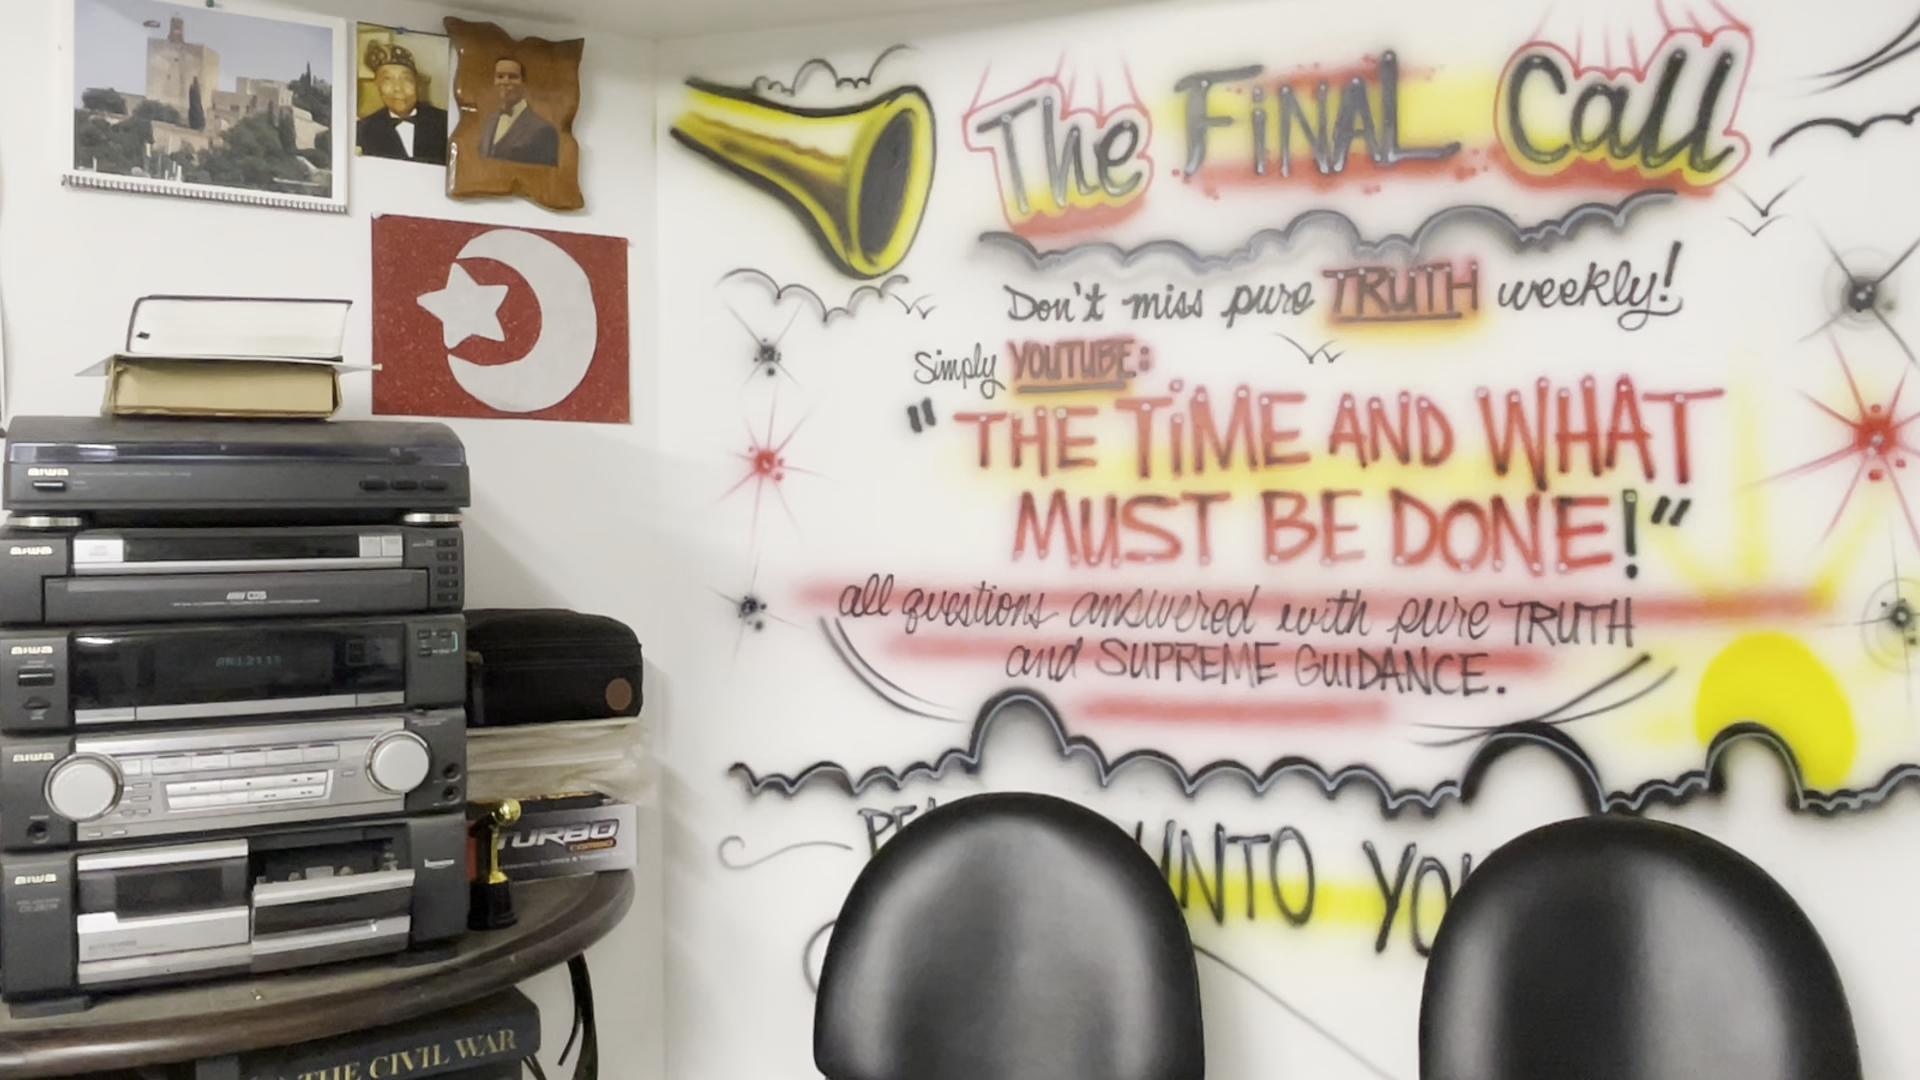 The FiNAL Call
Don't miss pure TRUTH weekly!
Simply YOUTUBE:
"THE TiME AND WHAT
MUST BE DONE!"
all questions answered with pure TRUTH
and SUPREME GUIDANCE.
UNTO
aiwa
aiwa
aiwa
aiwa
aiwa
TURBO
THE CIVIL WAR